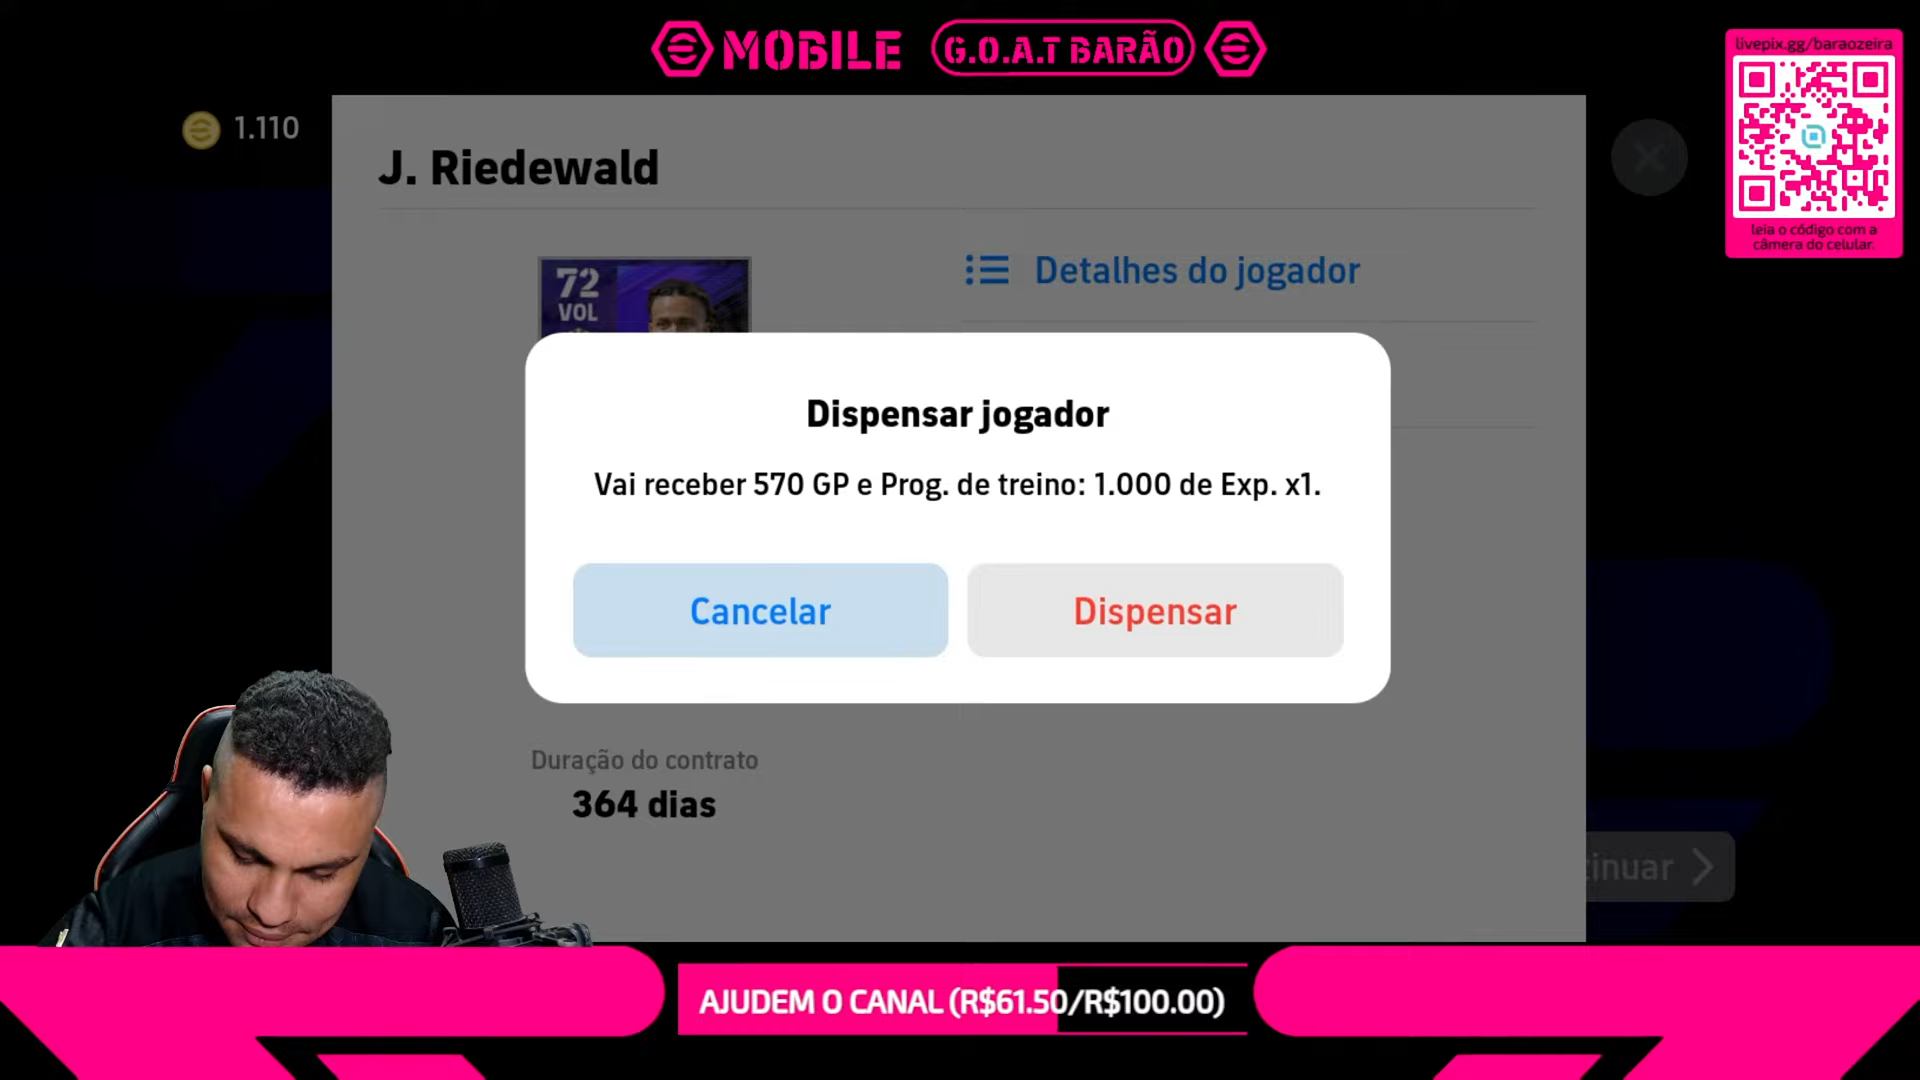 MOBILE G.O.A.T BARÃO
livepix.gg/baraozeira
leia o código com a
câmera do celular.
1.110
J. Riedewald
72
VOL
Detalhes do jogador
Dispensar jogador
Vai receber 570 GP e Prog. de treino: 1.000 de Exp. x1.
Cancelar
Dispensar
Duração do contrato
364 dias
tinuar
AJUDEM O CANAL (R$61.50/R$100.00)